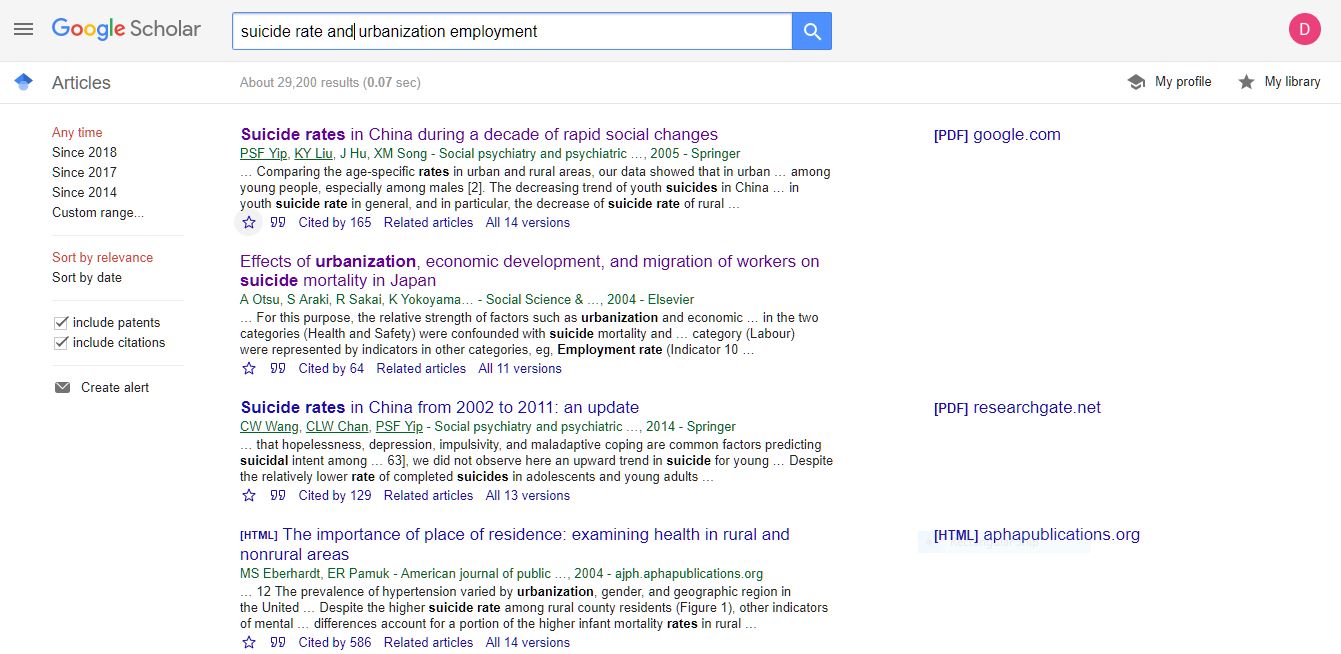 Google Scholar
suicide rate and urbanization employment
D
Articles
About 29,200 results (0.07 sec)
My profile
My library
Any time
Since 2018
Since 2017
Since 2014
Custom range...
Sort by relevance
Sort by date
include patents
include citations
Create alert
Suicide rates in China during a decade of rapid social changes
PSF Yip, KY Liu, J Hu, XM Song - Social psychiatry and psychiatric …, 2005 - Springer
… Comparing the age-specific rates in urban and rural areas, our data showed that in urban … among
young people, especially among males [2]. The decreasing trend of youth suicides in China … in
youth suicide rate in general, and in particular, the decrease of suicide rate of rural …
Cited by 165 Related articles All 14 versions
[PDF] google.com
Effects of urbanization, economic development, and migration of workers on
suicide mortality in Japan
A Otsu, S Araki, R Sakai, K Yokoyama… - Social Science & …, 2004 - Elsevier
… For this purpose, the relative strength of factors such as urbanization and economic … in the two
categories (Health and Safety) were confounded with suicide mortality and … category (Labour)
were represented by indicators in other categories, eg, Employment rate (Indicator 10 …
Cited by 64 Related articles All 11 versions
Suicide rates in China from 2002 to 2011: an update
CW Wang, CLW Chan, PSF Yip - Social psychiatry and psychiatric …, 2014 - Springer
… that hopelessness, depression, impulsivity, and maladaptive coping are common factors predicting
suicidal intent among … 63], we did not observe here an upward trend in suicide for young … Despite
the relatively lower rate of completed suicides in adolescents and young adults …
Cited by 129 Related articles All 13 versions
[PDF] researchgate.net
[HTML] The importance of place of residence: examining health in rural and
nonrural areas
MS Eberhardt, ER Pamuk - American journal of public …, 2004 - ajph.aphapublications.org
… 12 The prevalence of hypertension varied by urbanization, gender, and geographic region in
the United … Despite the higher suicide rate among rural county residents (Figure 1), other indicators
of mental … differences account for a portion of the higher infant mortality rates in rural …
Cited by 586 Related articles All 14 versions
[HTML] aphapublications.org